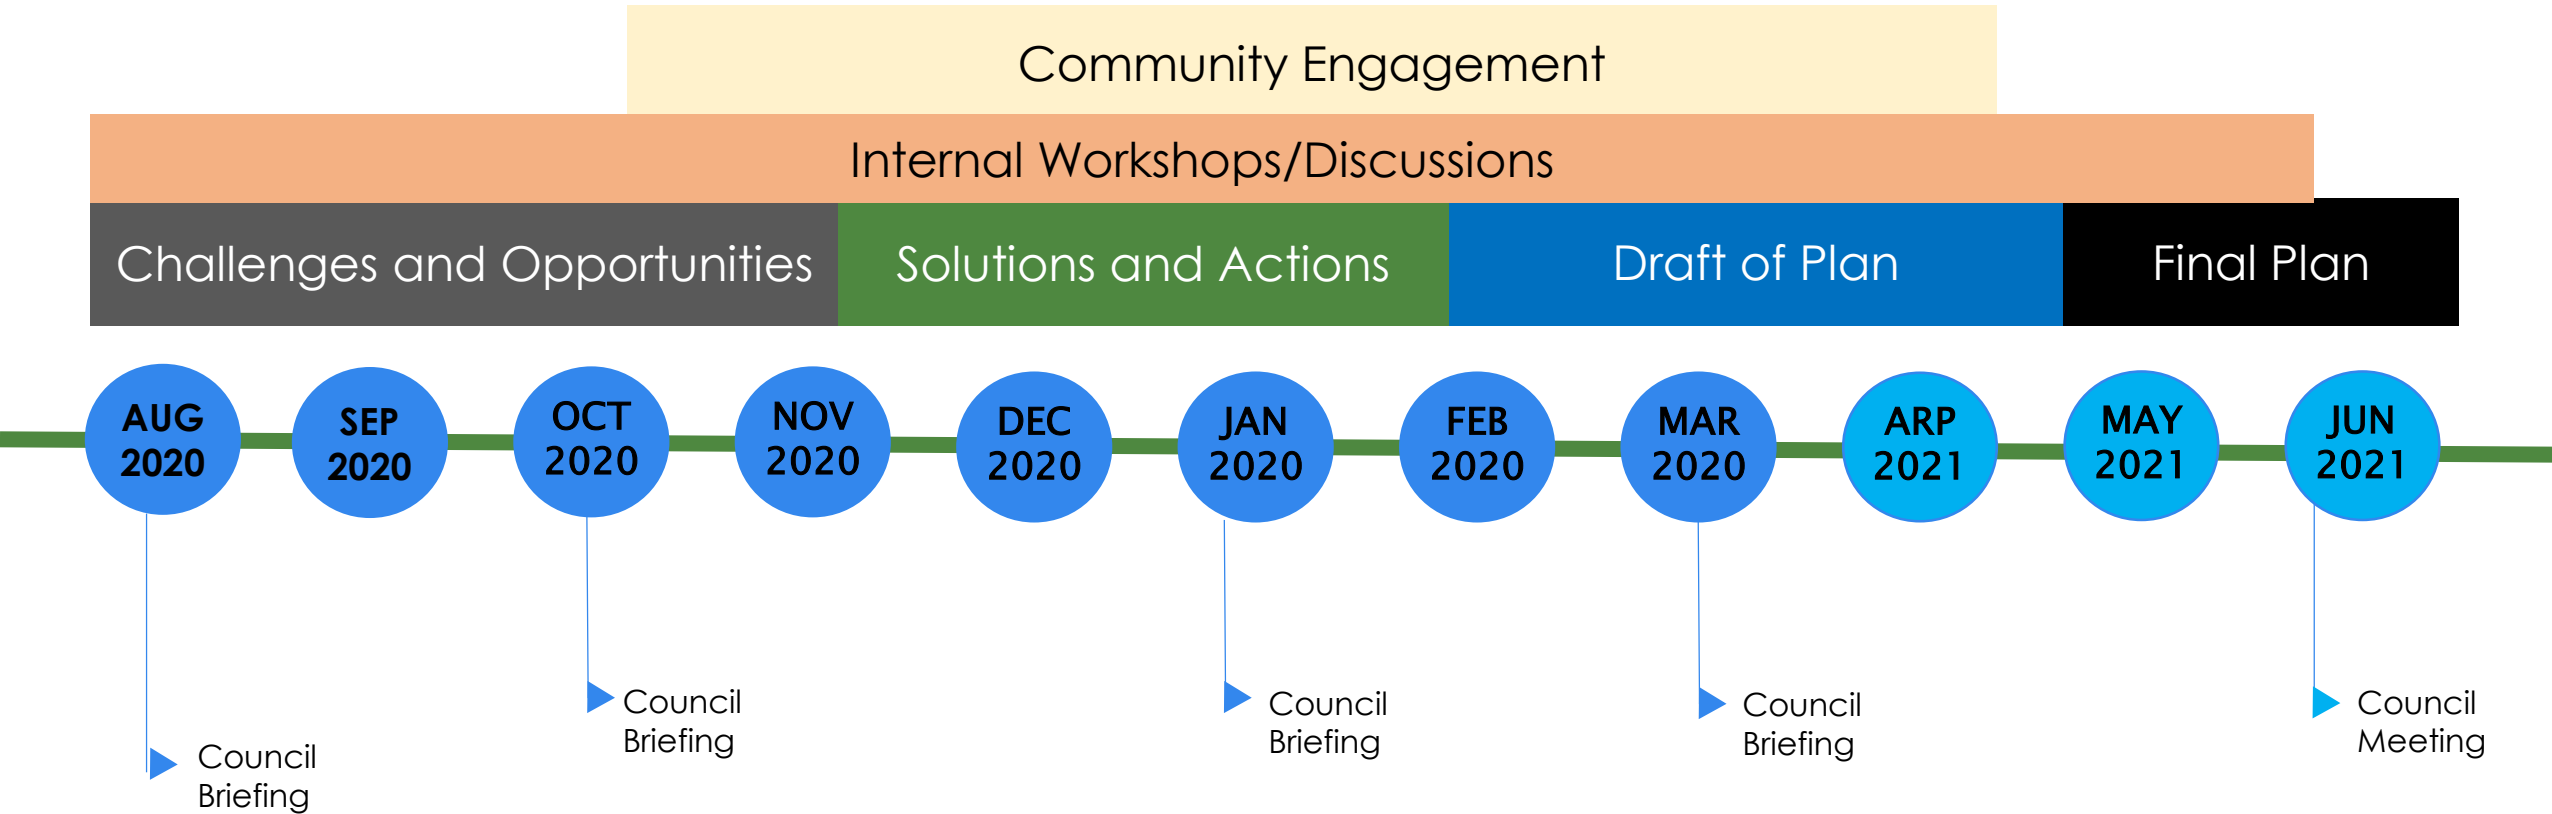 Community Engagement
Internal Workshops/Discussions
Challenges and Opportunities
Solutions and Actions
Draft of Plan
Final Plan
AUG
2020
SEP
2020
OCT
2020
NOV
2020
DEC
2020
JAN
2020
FEB
2020
MAR
2020
ARP
2021
MAY
2021
JUN
2021
Council
Briefing
Council
Briefing
Council
Briefing
Council
Briefing
Council
Meeting